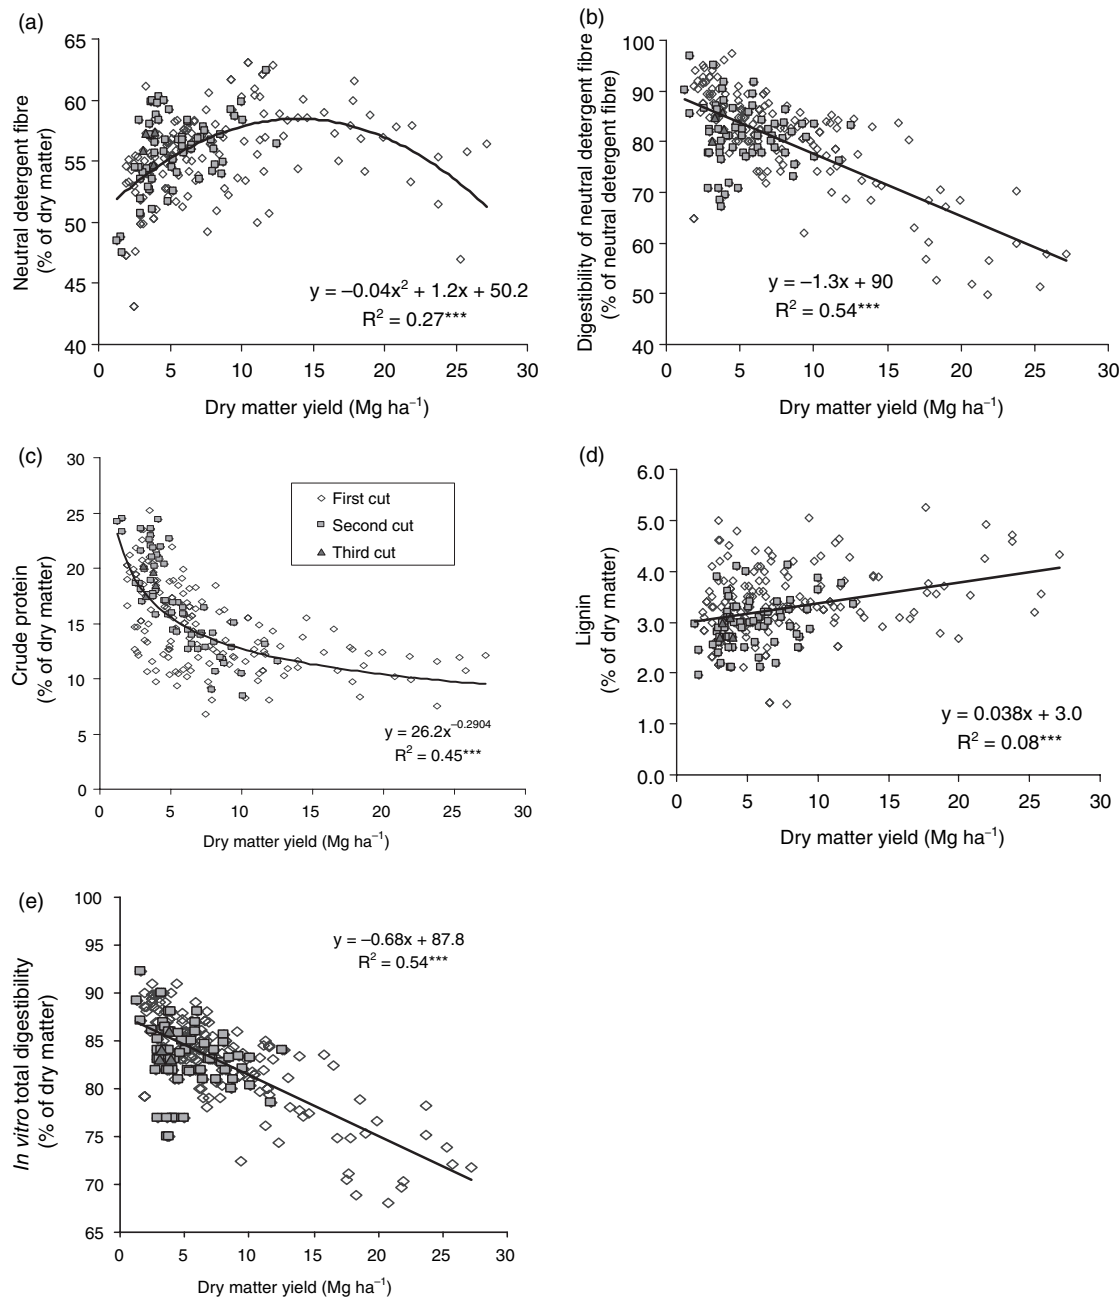 (a)
65
60
55
50
45
40
Neutral detergent fibre
(% of dry matter)
y = −0.04x² + 1.2x + 50.2
R² = 0.27***
0 5 10 15 20 25 30
Dry matter yield (Mg ha⁻¹)
(b)
100
90
80
70
60
50
40
Digestibility of neutral detergent fibre
(% of neutral detergent fibre)
y = −1.3x + 90
R² = 0.54***
0 5 10 15 20 25 30
Dry matter yield (Mg ha⁻¹)
(c)
30
25
20
15
10
5
0
Crude protein
(% of dry matter)
First cut
Second cut
Third cut
y = 26.2x⁻⁰·²⁹⁰⁴
R² = 0.45***
0 5 10 15 20 25 30
Dry matter yield (Mg ha⁻¹)
(d)
6.0
5.0
4.0
3.0
2.0
1.0
0.0
Lignin
(% of dry matter)
y = 0.038x + 3.0
R² = 0.08***
0 5 10 15 20 25 30
Dry matter yield (Mg ha⁻¹)
(e)
100
95
90
85
80
75
70
65
In vitro total digestibility
(% of dry matter)
y = −0.68x + 87.8
R² = 0.54***
0 5 10 15 20 25 30
Dry matter yield (Mg ha⁻¹)